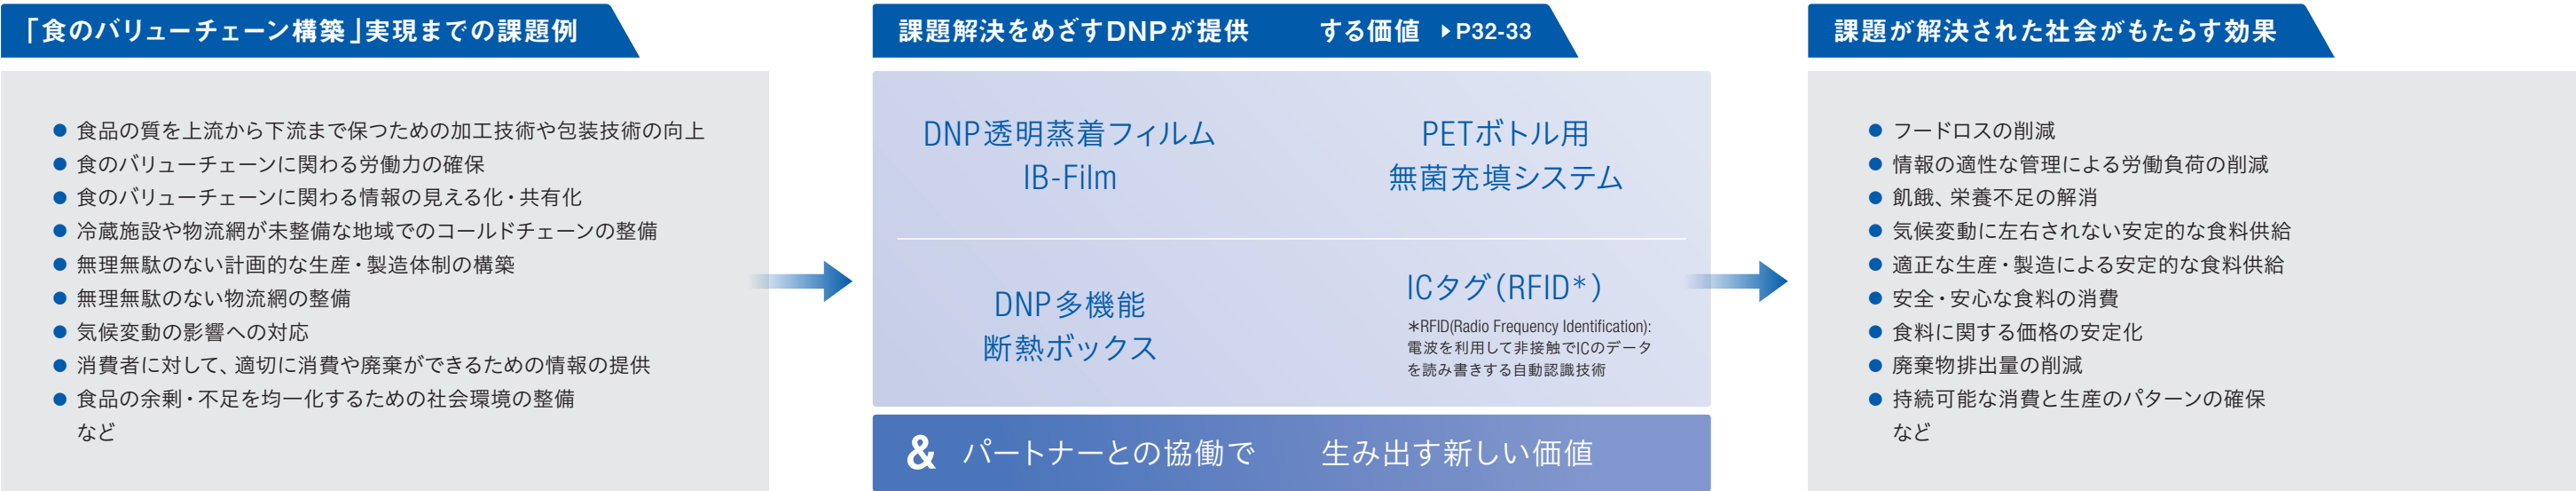 「食のバリューチェーン構築」実現までの課題例
● 食品の質を上流から下流まで保つための加工技術や包装技術の向上
● 食のバリューチェーンに関わる労働力の確保
● 食のバリューチェーンに関わる情報の見える化・共有化
● 冷蔵施設や物流網が未整備な地域でのコールドチェーンの整備
● 無理無駄のない計画的な生産・製造体制の構築
● 無理無駄のない物流網の整備
● 気候変動の影響への対応
● 消費者に対して、適切に消費や廃棄ができるための情報の提供
● 食品の余剰・不足を均一化するための社会環境の整備
など
課題解決をめざすDNPが提供する価値 ▶P32-33
DNP透明蒸着フィルム
IB-Film
PETボトル用
無菌充填システム
DNP多機能
断熱ボックス
ICタグ(RFID*)
*RFID(Radio Frequency Identification):
電波を利用して非接触でICのデータ
を読み書きする自動認識技術
& パートナーとの協働で 生み出す新しい価値
課題が解決された社会がもたらす効果
● フードロスの削減
● 情報の適性な管理による労働負荷の削減
● 飢餓、栄養不足の解消
● 気候変動に左右されない安定的な食料供給
● 適正な生産・製造による安定的な食料供給
● 安全・安心な食料の消費
● 食料に関する価格の安定化
● 廃棄物排出量の削減
● 持続可能な消費と生産のパターンの確保
など